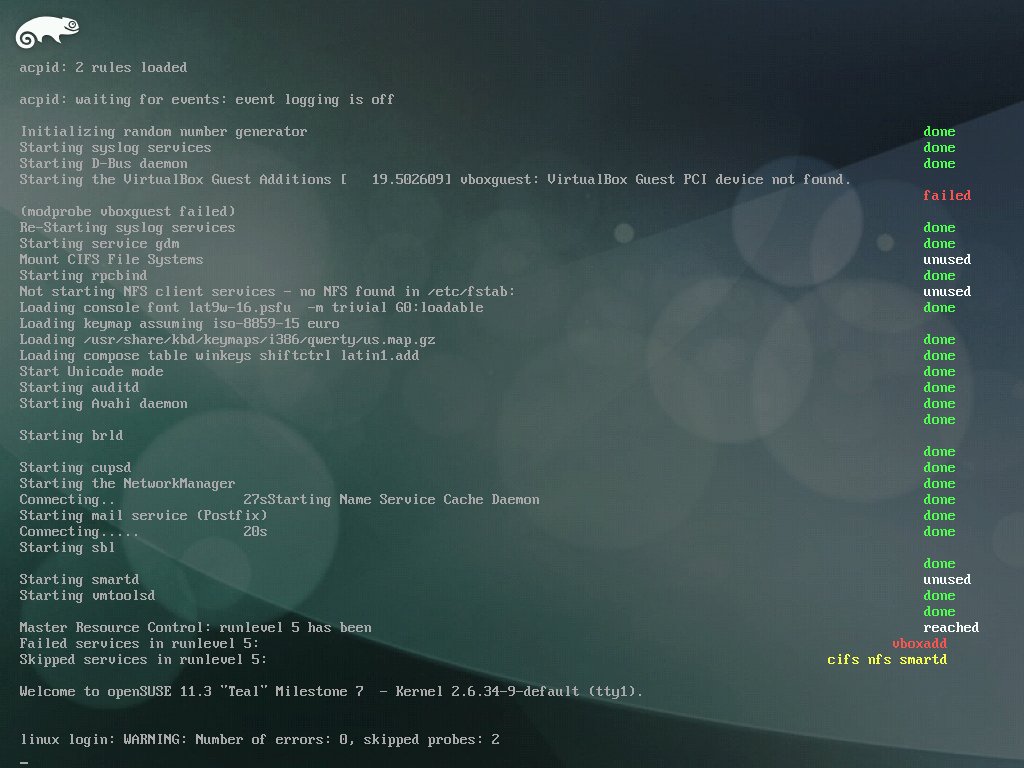 acpid: 2 rules loaded
acpid: waiting for events: event logging is off
Initializing random number generator done
Starting syslog services done
Starting D-Bus daemon done
Starting the VirtualBox Guest Additions [   19.502609] vboxguest: VirtualBox Guest PCI device not found.
failed
(modprobe vboxguest failed)
Re-Starting syslog services done
Starting service gdm done
Mount CIFS File Systems unused
Starting rpcbind done
Not starting NFS client services - no NFS found in /etc/fstab: unused
Loading console font lat9w-16.psfu  -m trivial G0:loadable done
Loading keymap assuming iso-8859-15 euro
Loading /usr/share/kbd/keymaps/i386/qwerty/us.map.gz done
Loading compose table winkeys shiftctrl latin1.add done
Start Unicode mode done
Starting auditd done
Starting Avahi daemon done
done
Starting brld
done
Starting cupsd done
Starting the NetworkManager done
Connecting..                27sStarting Name Service Cache Daemon done
Starting mail service (Postfix) done
Connecting.....             20s done
Starting sbl
done
Starting smartd unused
Starting vmtoolsd done
done
Master Resource Control: runlevel 5 has been reached
Failed services in runlevel 5: vboxadd
Skipped services in runlevel 5: cifs nfs smartd
Welcome to openSUSE 11.3 "Teal" Milestone 7  - Kernel 2.6.34-9-default (tty1).
linux login: WARNING: Number of errors: 0, skipped probes: 2
_